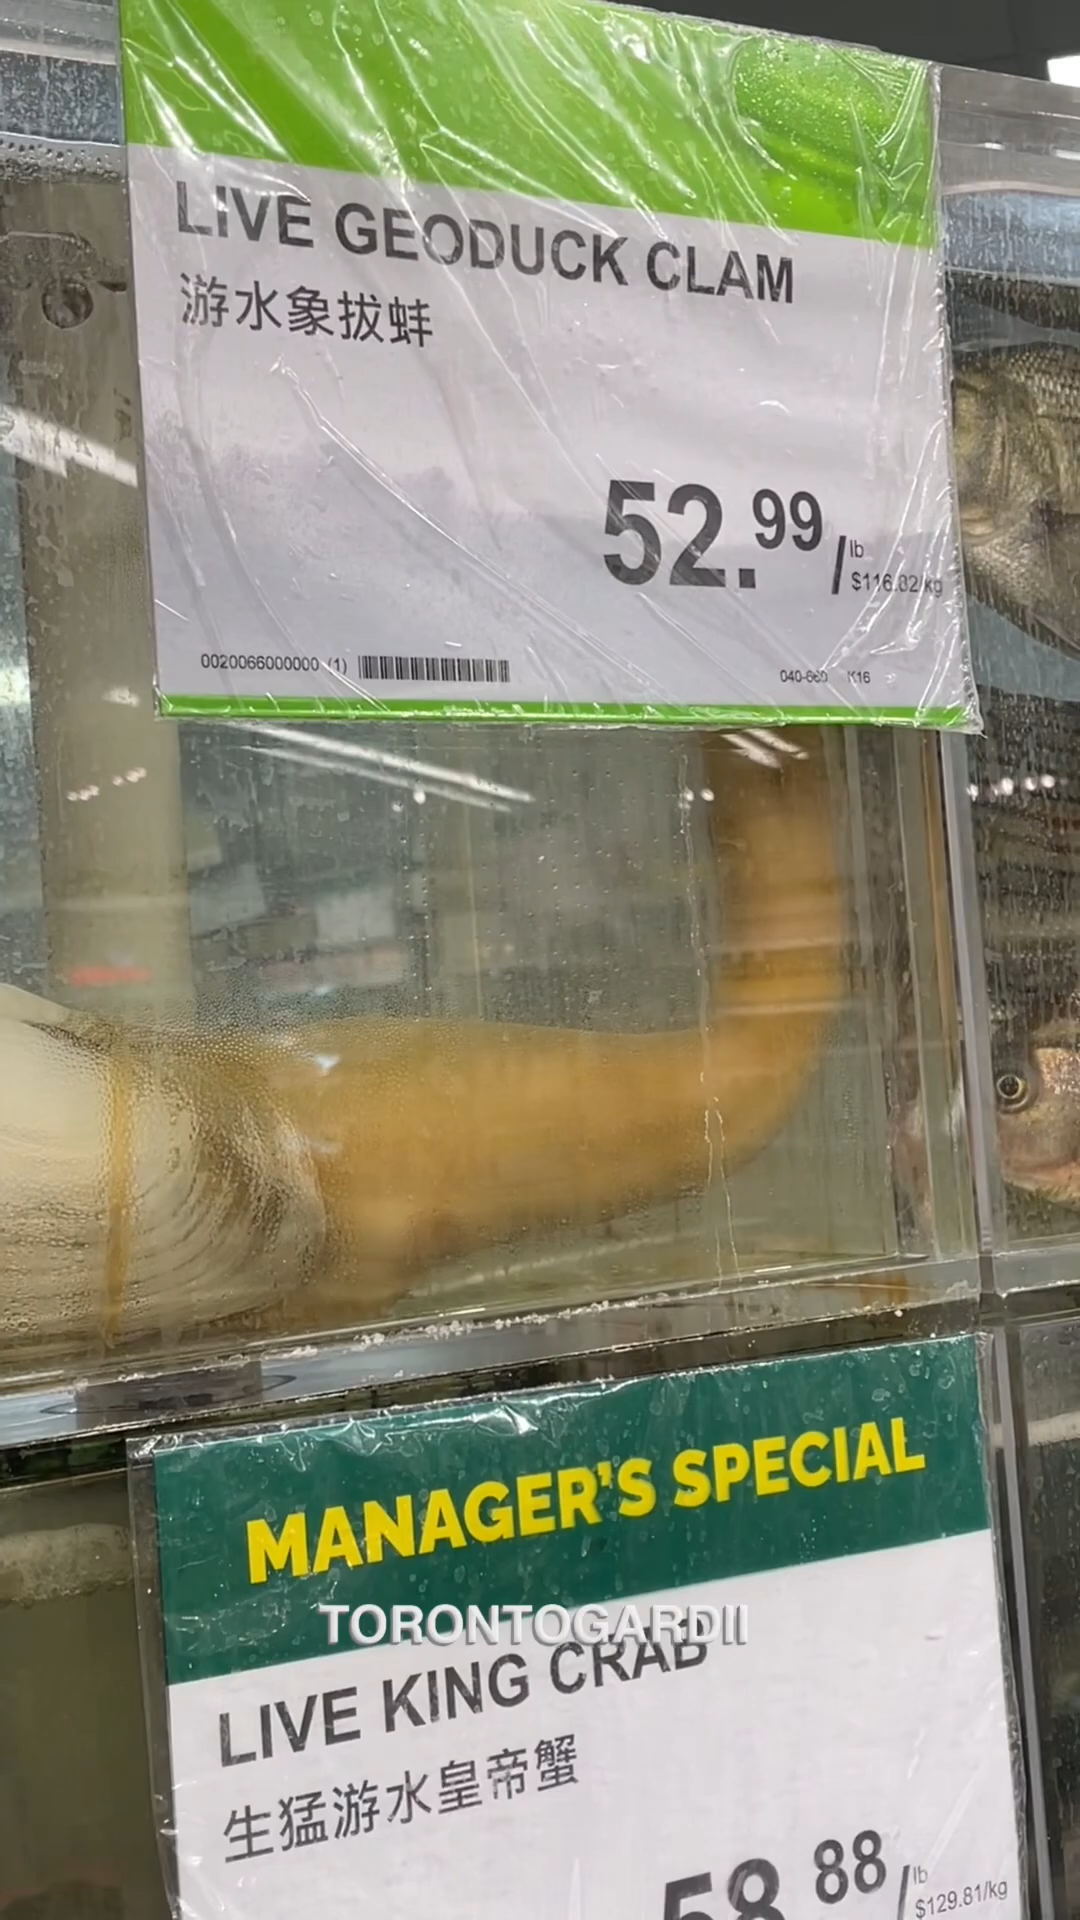 LIVE GEODUCK CLAM
游水象拔蚌
52.99/lb
$116.82/kg
0020066000000 (1)
040-660 K16
MANAGER'S SPECIAL
TORONTOGARDII
LIVE KING CRAB
生猛游水皇帝蟹
58.88/lb
$129.81/kg